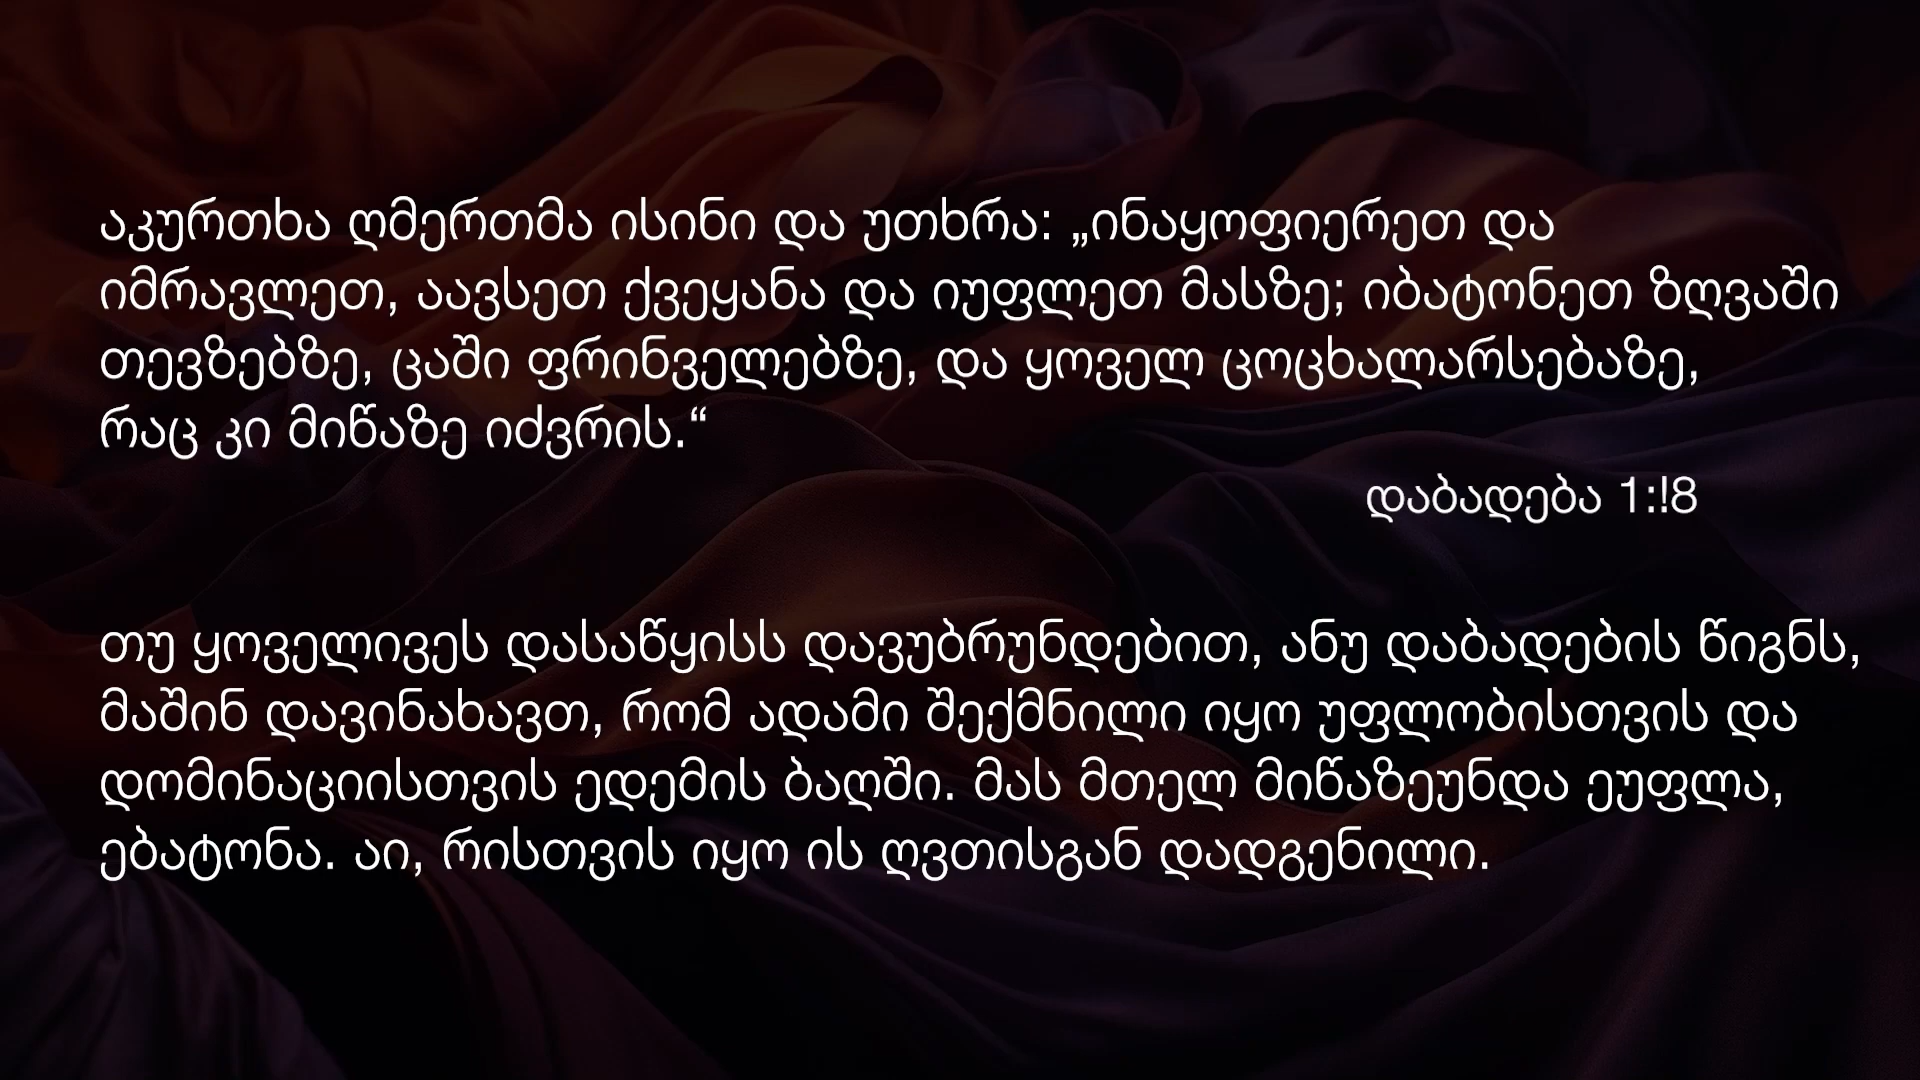 აკურთხა ღმერთმა ისინი და უთხრა: „ინაყოფიერეთ და
იმრავლეთ, აავსეთ ქვეყანა და იუფლეთ მასზე; იბატონეთ ზღვაში
თევზებზე, ცაში ფრინველებზე, და ყოველ ცოცხალარსებაზე,
რაც კი მიწაზე იძვრის.“
დაბადება 1:!8
თუ ყოველივეს დასაწყისს დავუბრუნდებით, ანუ დაბადების წიგნს,
მაშინ დავინახავთ, რომ ადამი შექმნილი იყო უფლობისთვის და
დომინაციისთვის ედემის ბაღში. მას მთელ მიწაზეუნდა ეუფლა,
ებატონა. აი, რისთვის იყო ის ღვთისგან დადგენილი.